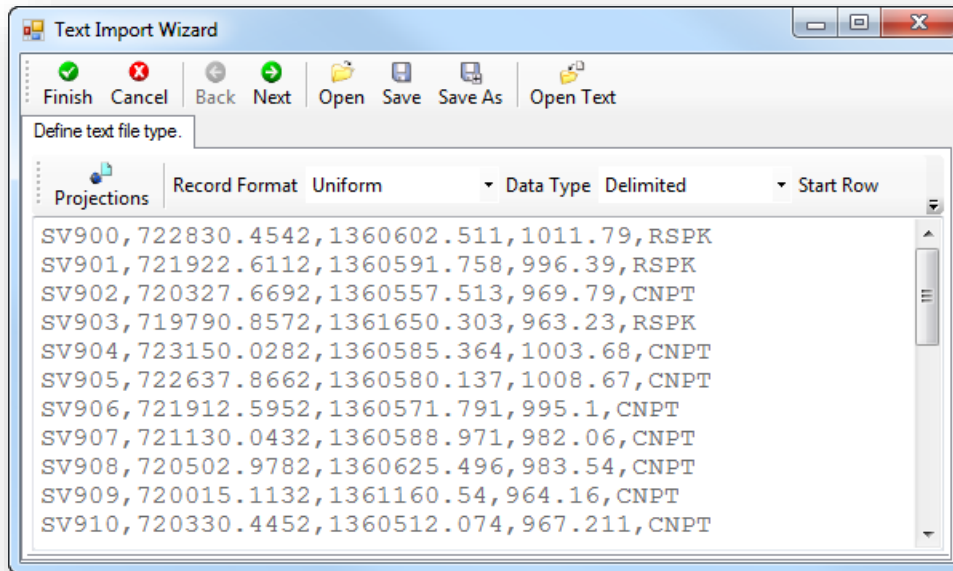 Text Import Wizard
Finish Cancel Back Next Open Save Save As Open Text
Define text file type.
Projections Record Format Uniform Data Type Delimited Start Row
SV900,722830.4542,1360602.511,1011.79,RSPK
SV901,721922.6112,1360591.758,996.39,RSPK
SV902,720327.6692,1360557.513,969.79,CNPT
SV903,719790.8572,1361650.303,963.23,RSPK
SV904,723150.0282,1360585.364,1003.68,CNPT
SV905,722637.8662,1360580.137,1008.67,CNPT
SV906,721912.5952,1360571.791,995.1,CNPT
SV907,721130.0432,1360588.971,982.06,CNPT
SV908,720502.9782,1360625.496,983.54,CNPT
SV909,720015.1132,1361160.54,964.16,CNPT
SV910,720330.4452,1360512.074,967.211,CNPT